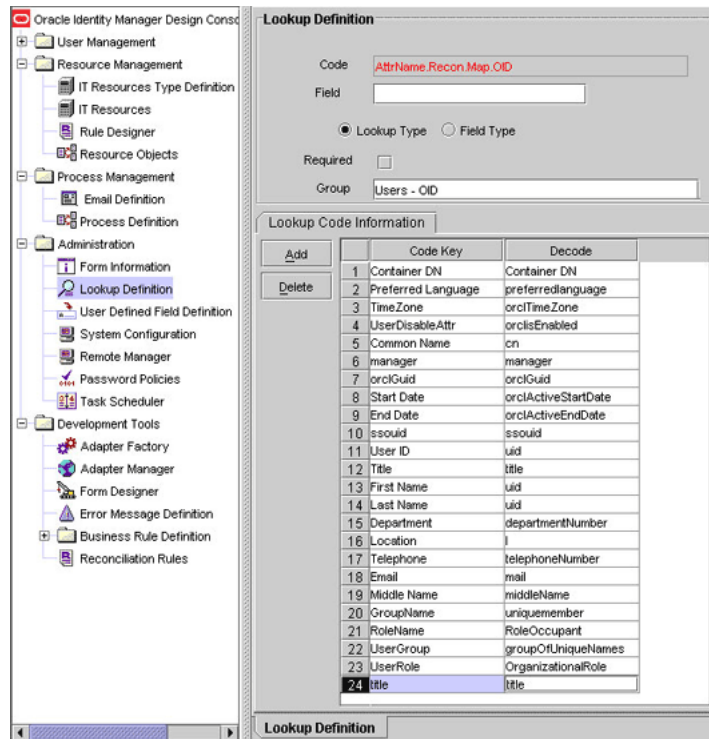 Oracle Identity Manager Design Consc
User Management
Resource Management
IT Resources Type Definition
IT Resources
Rule Designer
Resource Objects
Process Management
Email Definition
Process Definition
Administration
Form Information
Lookup Definition
User Defined Field Definition
System Configuration
Remote Manager
Password Policies
Task Scheduler
Development Tools
Adapter Factory
Adapter Manager
Form Designer
Error Message Definition
Business Rule Definition
Reconciliation Rules
Lookup Definition
Code AttrName.Recon.Map.OID
Field
Lookup Type Field Type
Required
Group Users - OID
Lookup Code Information
Add
Delete
Code Key Decode
1 Container DN Container DN
2 Preferred Language preferredlanguage
3 TimeZone orclTimeZone
4 UserDisableAttr orclisEnabled
5 Common Name cn
6 manager manager
7 orclGuid orclGuid
8 Start Date orclActiveStartDate
9 End Date orclActiveEndDate
10 ssouid ssouid
11 User ID uid
12 Title title
13 First Name uid
14 Last Name uid
15 Department departmentNumber
16 Location l
17 Telephone telephoneNumber
18 Email mail
19 Middle Name middleName
20 GroupName uniquemember
21 RoleName RoleOccupant
22 UserGroup groupOfUniqueNames
23 UserRole OrganizationalRole
24 title title
Lookup Definition